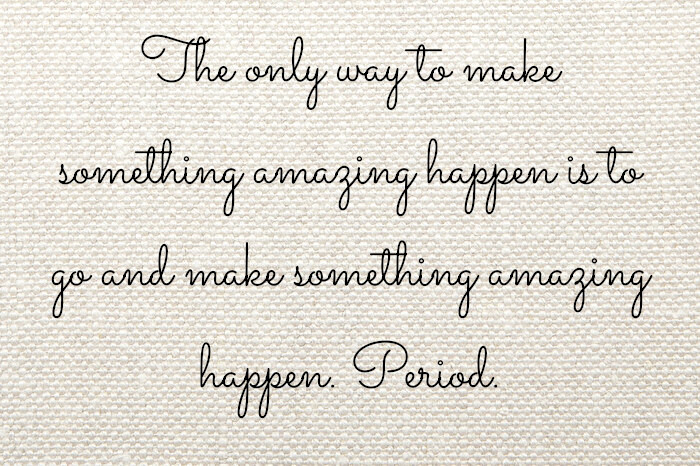 The only way to make
something amazing happen is to
go and make something amazing
happen. Period.